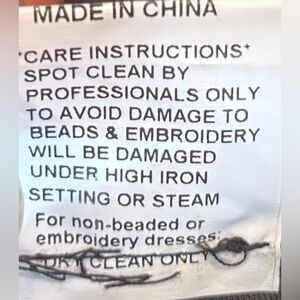 MADE IN CHINA
*CARE INSTRUCTIONS*
SPOT CLEAN BY
PROFESSIONALS ONLY
TO AVOID DAMAGE TO
BEADS & EMBROIDERY
WILL BE DAMAGED
UNDER HIGH IRON
SETTING OR STEAM
For non-beaded or
embroidery dresses:
DRY CLEAN ONLY